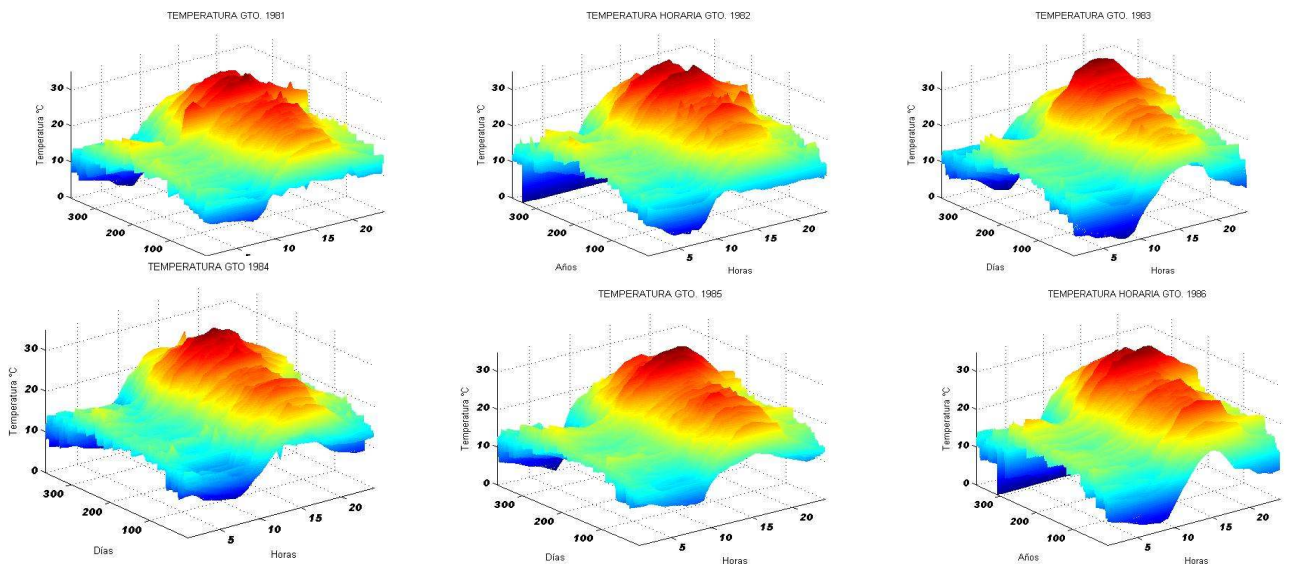 TEMPERATURA GTO. 1981
Temperatura °C
30
20
10
0
300
200
100
10
15
20
TEMPERATURA HORARIA GTO. 1982
Temperatura °C
30
20
10
0
300
200
100
5
10
15
20
Años
Horas
TEMPERATURA GTO. 1983
Temperatura °C
30
20
10
0
300
200
100
5
10
15
20
Días
Horas
TEMPERATURA GTO 1984
Temperatura °C
30
20
10
0
300
200
100
5
10
15
20
Días
Horas
TEMPERATURA GTO. 1985
Temperatura °C
30
20
10
0
300
200
100
5
10
15
20
Días
Horas
TEMPERATURA HORARIA GTO. 1986
Temperatura °C
30
20
10
0
300
200
100
5
10
15
20
Años
Horas